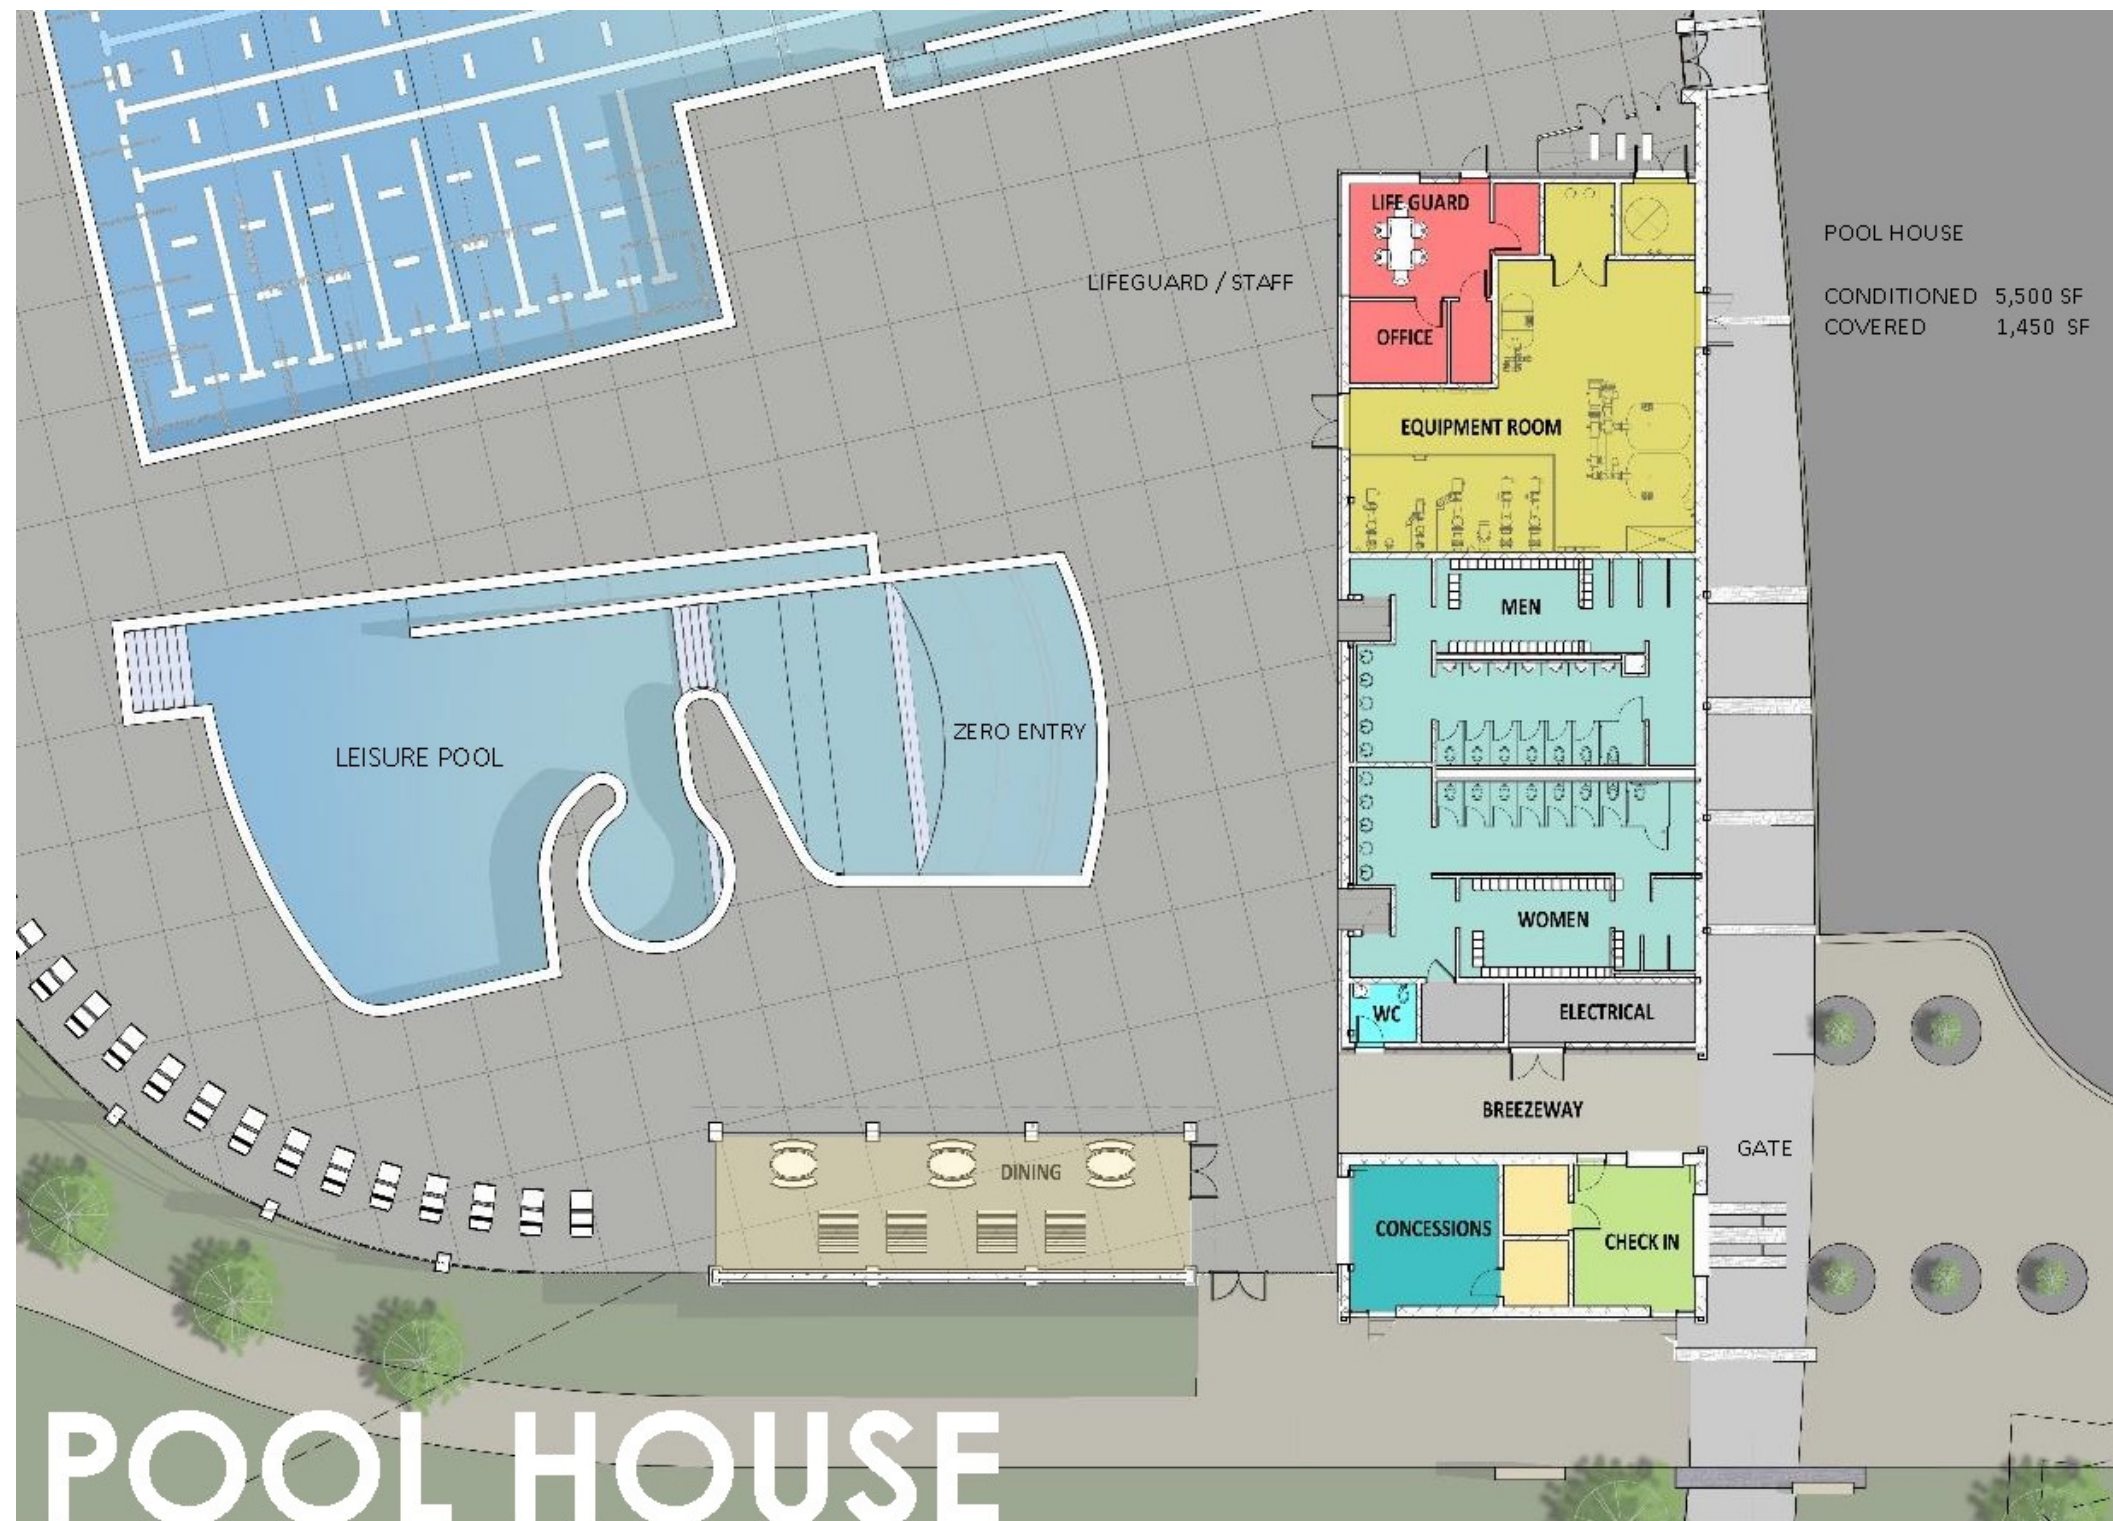 LIFE GUARD
POOL HOUSE
LIFEGUARD / STAFF
CONDITIONED 5,500 SF
COVERED 1,450 SF
OFFICE
EQUIPMENT ROOM
MEN
ZERO ENTRY
LEISURE POOL
WOMEN
WC
ELECTRICAL
BREEZEWAY
GATE
DINING
CONCESSIONS
CHECK IN
POOL HOUSE